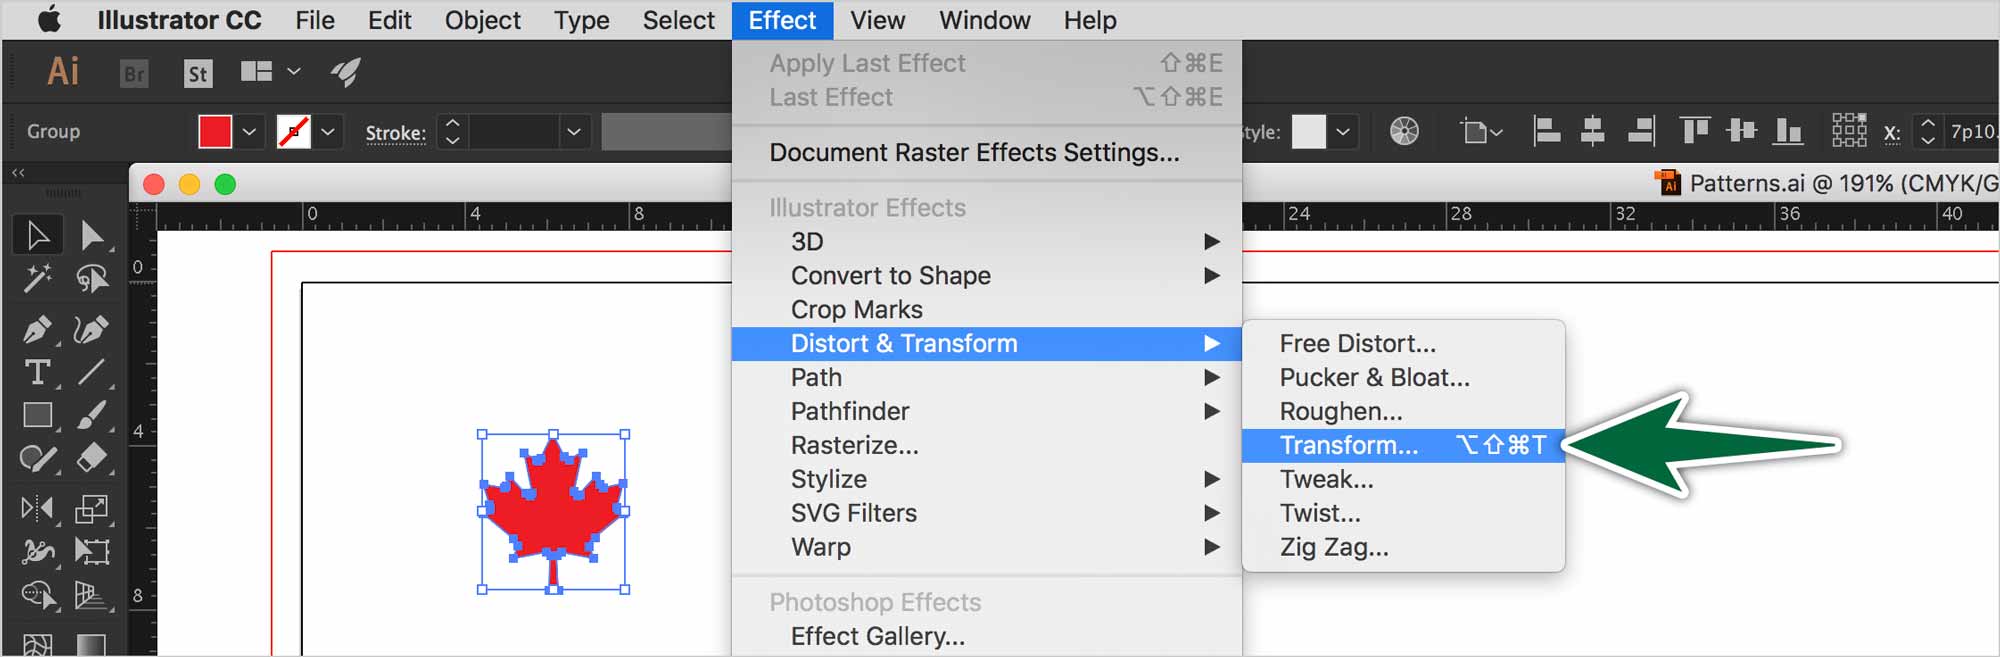 Illustrator CC File Edit Object Type Select Effect View Window Help
Ai Br St
Group Stroke: Style: X: 7p10.
Patterns.ai @ 191% (CMYK/G
0 4 8 24 28 32 36 40
0
4
8
Apply Last Effect ⇧⌘E
Last Effect ⌥⇧⌘E
Document Raster Effects Settings...
Illustrator Effects
3D
Convert to Shape
Crop Marks
Distort & Transform
Path
Pathfinder
Rasterize...
Stylize
SVG Filters
Warp
Photoshop Effects
Effect Gallery...
Free Distort...
Pucker & Bloat...
Roughen...
Transform... ⌥⇧⌘T
Tweak...
Twist...
Zig Zag...